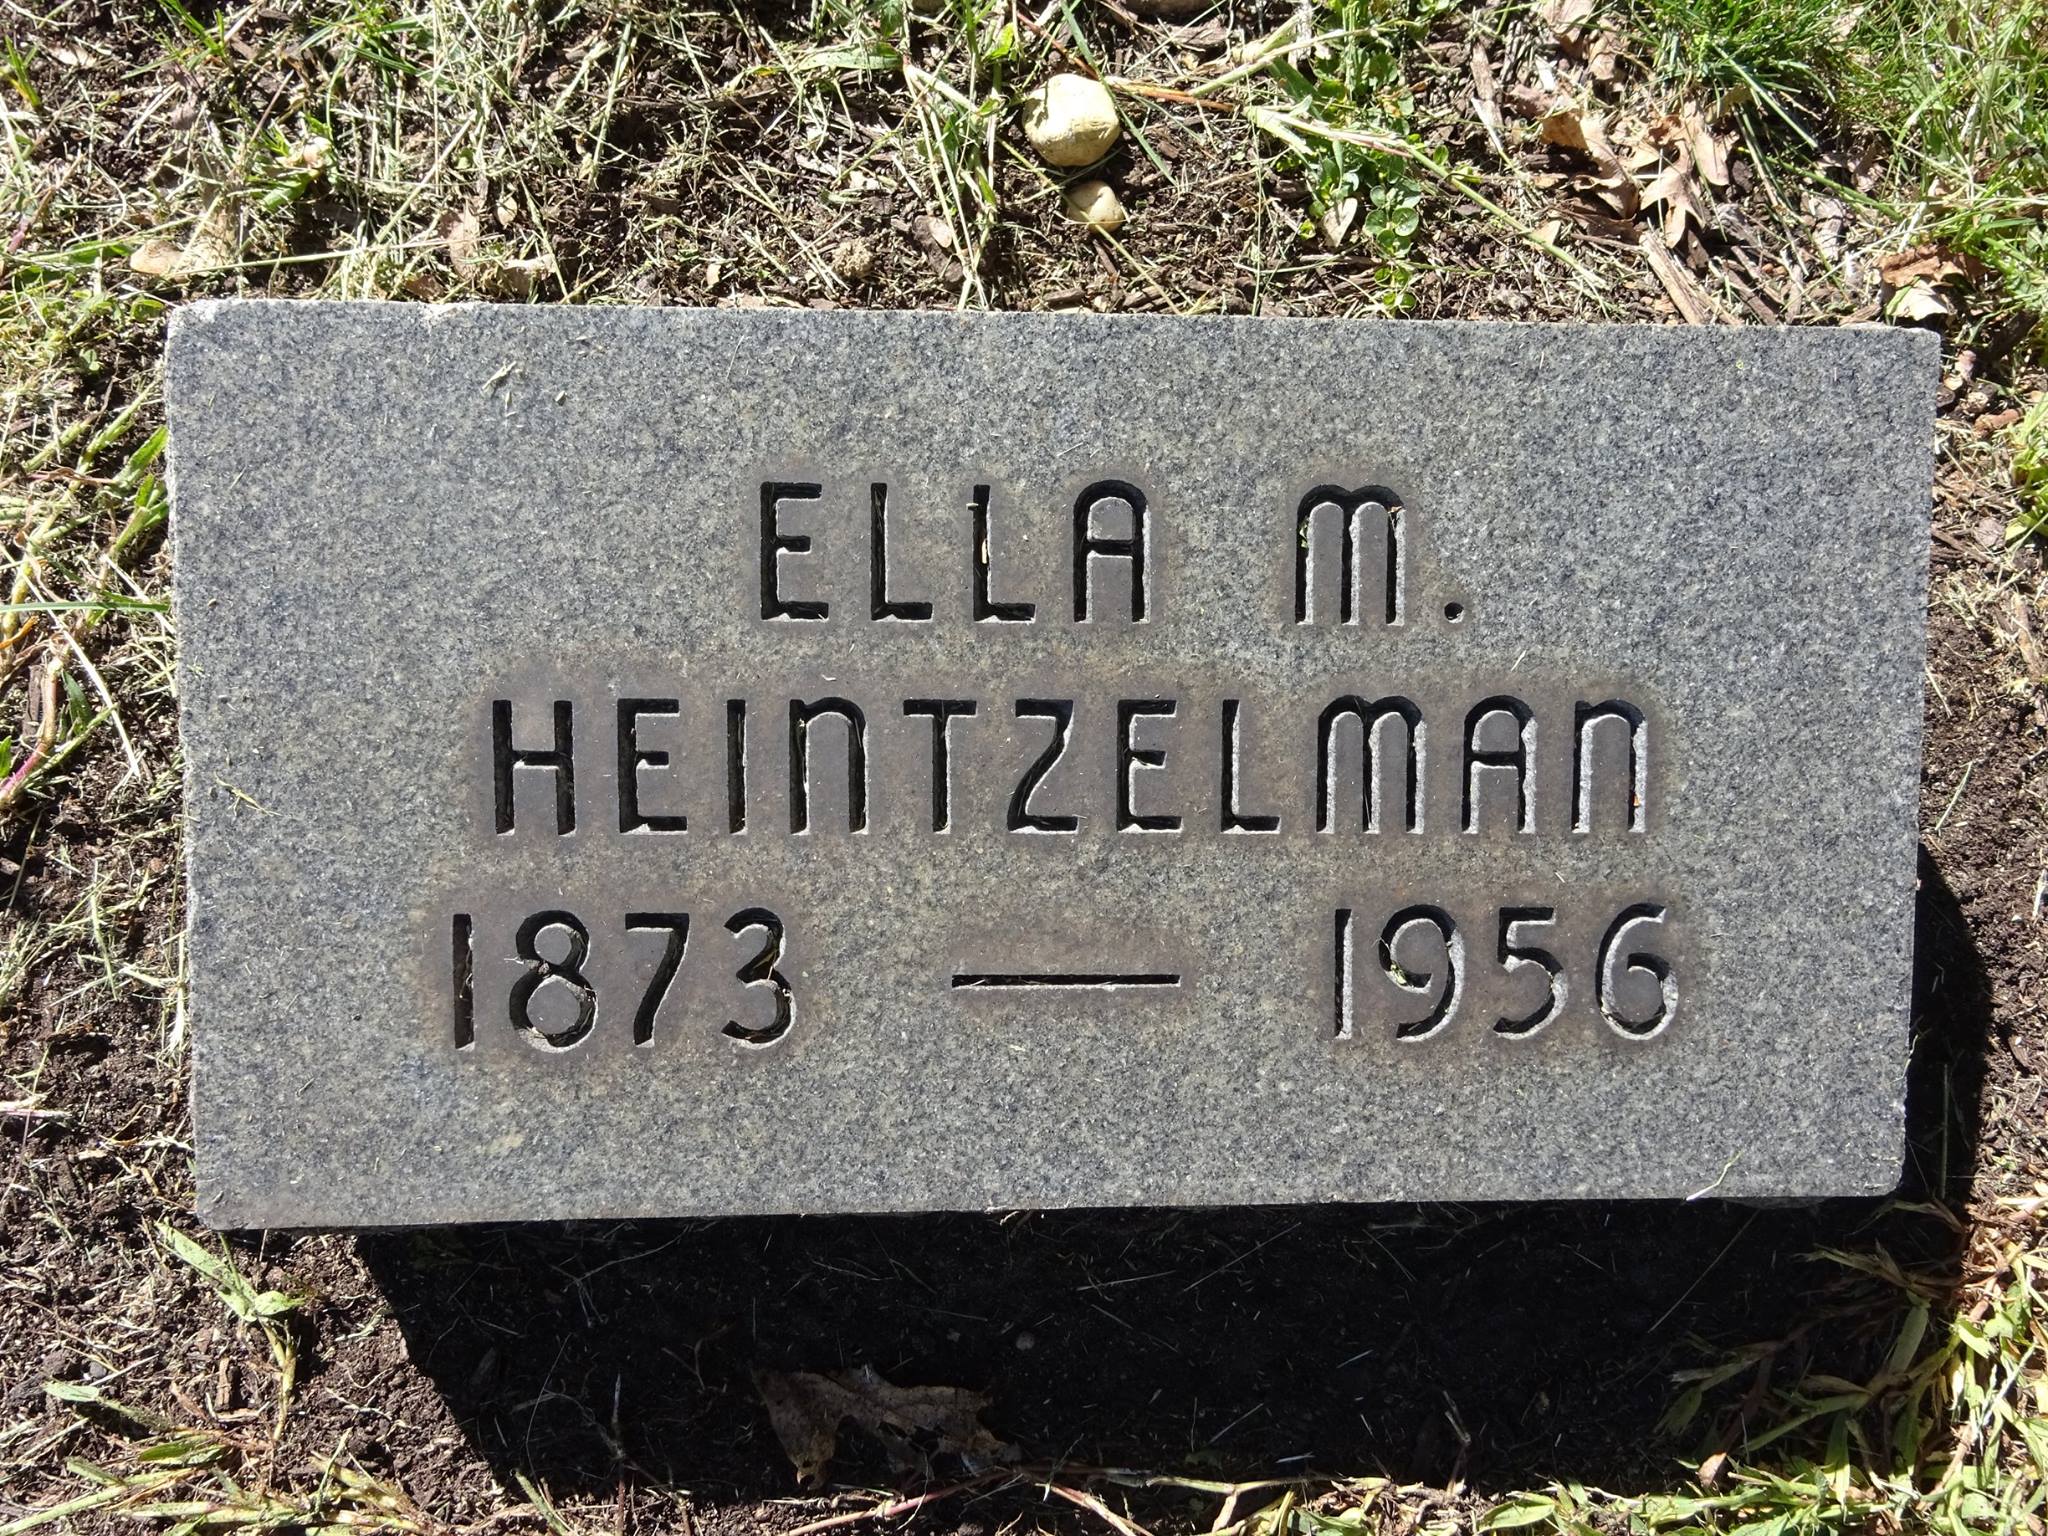 ELLA M.
HEINTZELMAN
1873 — 1956